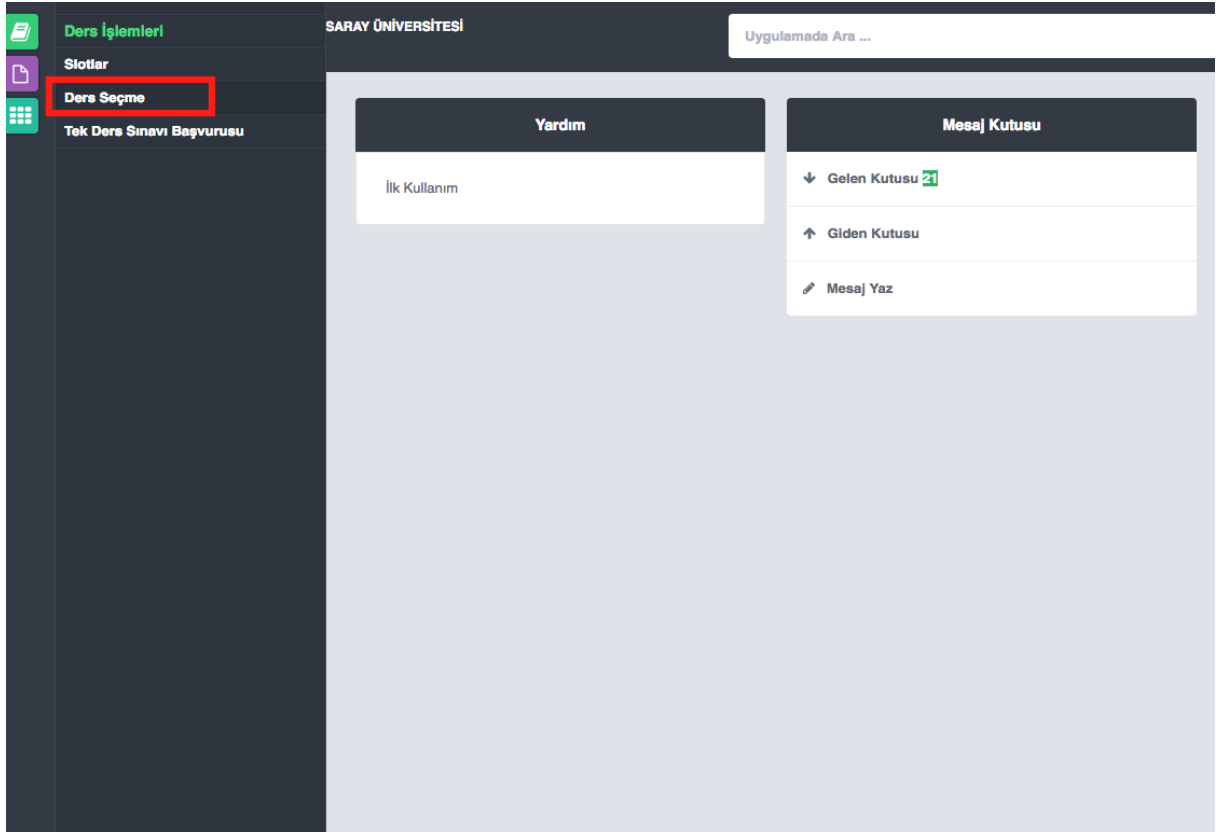 Ders İşlemleri
Slotlar
Ders Seçme
Tek Ders Sınavı Başvurusu
SARAY ÜNİVERSİTESİ
Uygulamada Ara ...
Yardım
İlk Kullanım
Mesaj Kutusu
Gelen Kutusu 21
Giden Kutusu
Mesaj Yaz